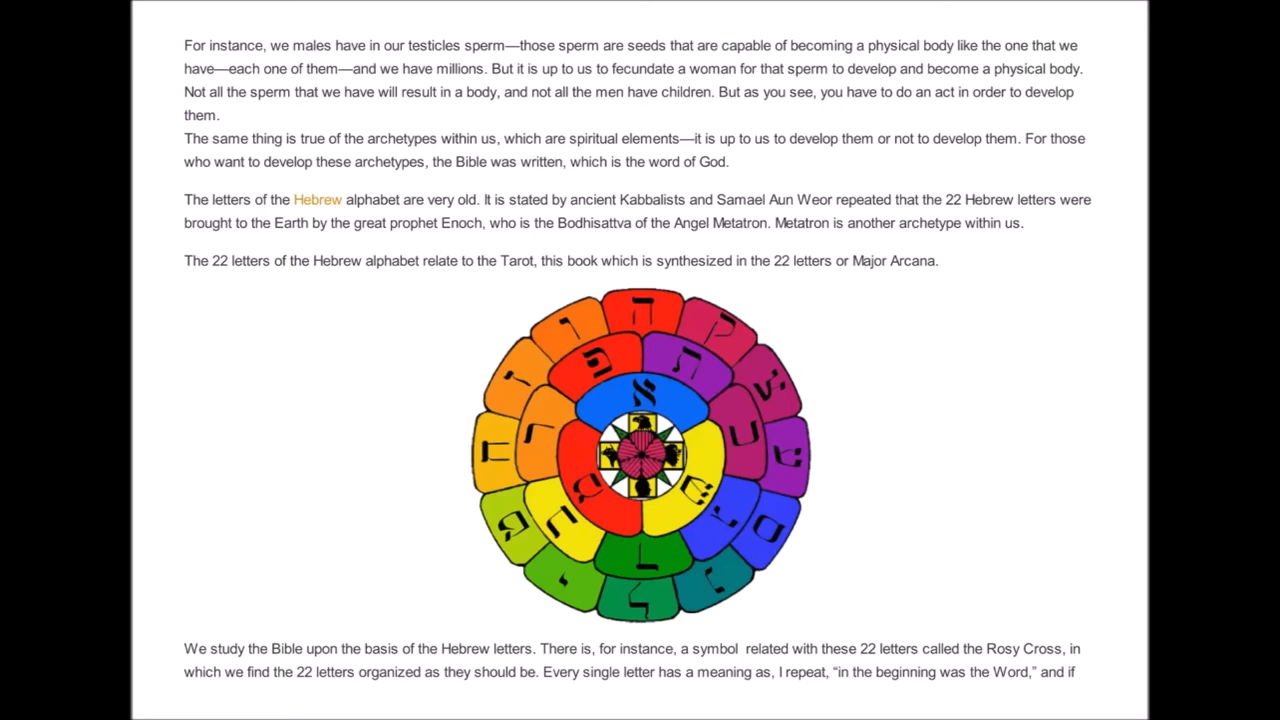 For instance, we males have in our testicles sperm—those sperm are seeds that are capable of becoming a physical body like the one that we
have—each one of them—and we have millions. But it is up to us to fecundate a woman for that sperm to develop and become a physical body.
Not all the sperm that we have will result in a body, and not all the men have children. But as you see, you have to do an act in order to develop
them.
The same thing is true of the archetypes within us, which are spiritual elements—it is up to us to develop them or not to develop them. For those
who want to develop these archetypes, the Bible was written, which is the word of God.
The letters of the Hebrew alphabet are very old. It is stated by ancient Kabbalists and Samael Aun Weor repeated that the 22 Hebrew letters were
brought to the Earth by the great prophet Enoch, who is the Bodhisattva of the Angel Metatron. Metatron is another archetype within us.
The 22 letters of the Hebrew alphabet relate to the Tarot, this book which is synthesized in the 22 letters or Major Arcana.
ה
ו
ק
פ
ת
א
ז
ר
ח
ש
ל
We study the Bible upon the basis of the Hebrew letters. There is, for instance, a symbol related with these 22 letters called the Rosy Cross, in
which we find the 22 letters organized as they should be. Every single letter has a meaning as, I repeat, “in the beginning was the Word,” and if